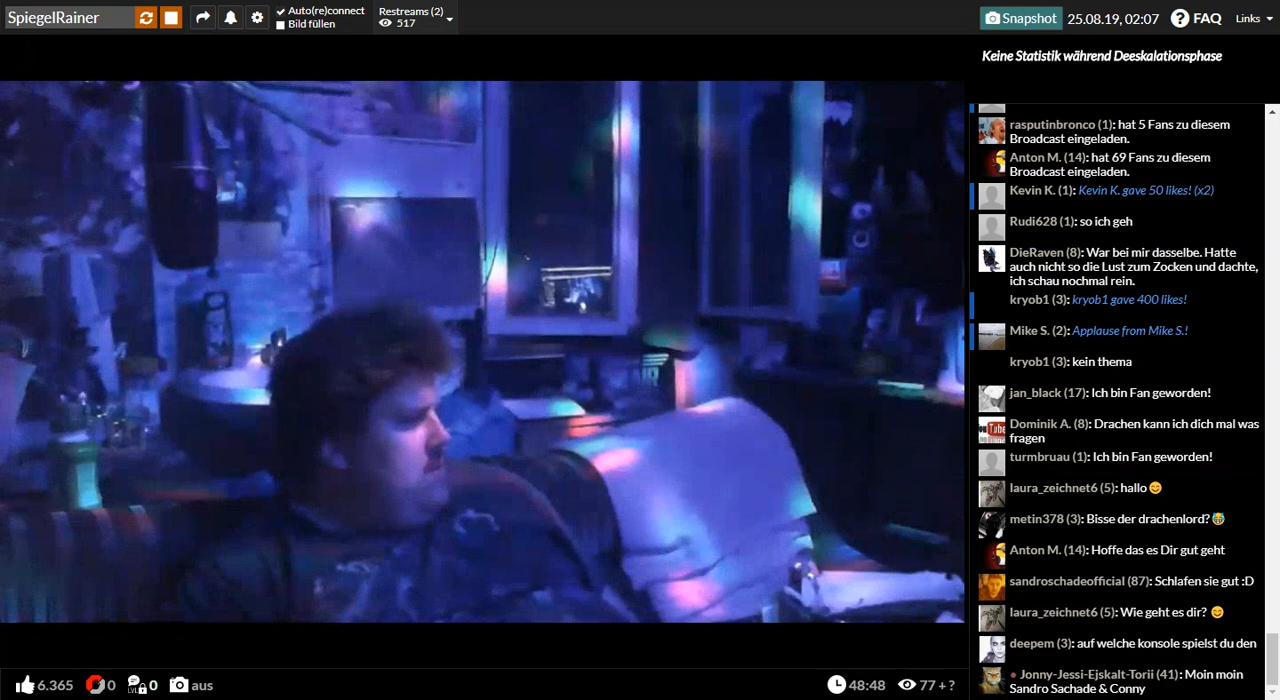 SpiegelRainer
Auto(re)connect
Bild füllen
Restreams (2)
517
Snapshot
25.08.19, 02:07
? FAQ
Links
Keine Statistik während Deeskalationsphase
rasputinbronco (1): hat 5 Fans zu diesem
Broadcast eingeladen.
Anton M. (14): hat 69 Fans zu diesem
Broadcast eingeladen.
Kevin K. (1): Kevin K. gave 50 likes! (x2)
Rudi628 (1): so ich geh
DieRaven (8): War bei mir dasselbe. Hatte
auch nicht so die Lust zum Zocken und dachte,
ich schau nochmal rein.
kryob1 (3): kryob1 gave 400 likes!
Mike S. (2): Applause from Mike S.!
kryob1 (3): kein thema
jan_black (17): Ich bin Fan geworden!
Dominik A. (8): Drachen kann ich dich mal was
fragen
turmbruau (1): Ich bin Fan geworden!
laura_zeichnet6 (5): hallo 😊
metin378 (3): Bisse der drachenlord? 😹
Anton M. (14): Hoffe das es Dir gut geht
sandroschadeofficial (87): Schlafen sie gut :D
laura_zeichnet6 (5): Wie geht es dir? 😊
deepem (3): auf welche konsole spielst du den
Jonny-Jessi-Ejskalt-Torii (41): Moin moin
Sandro Sachade & Corny
6.365
0
LVL
0
aus
48:48
77 + ?